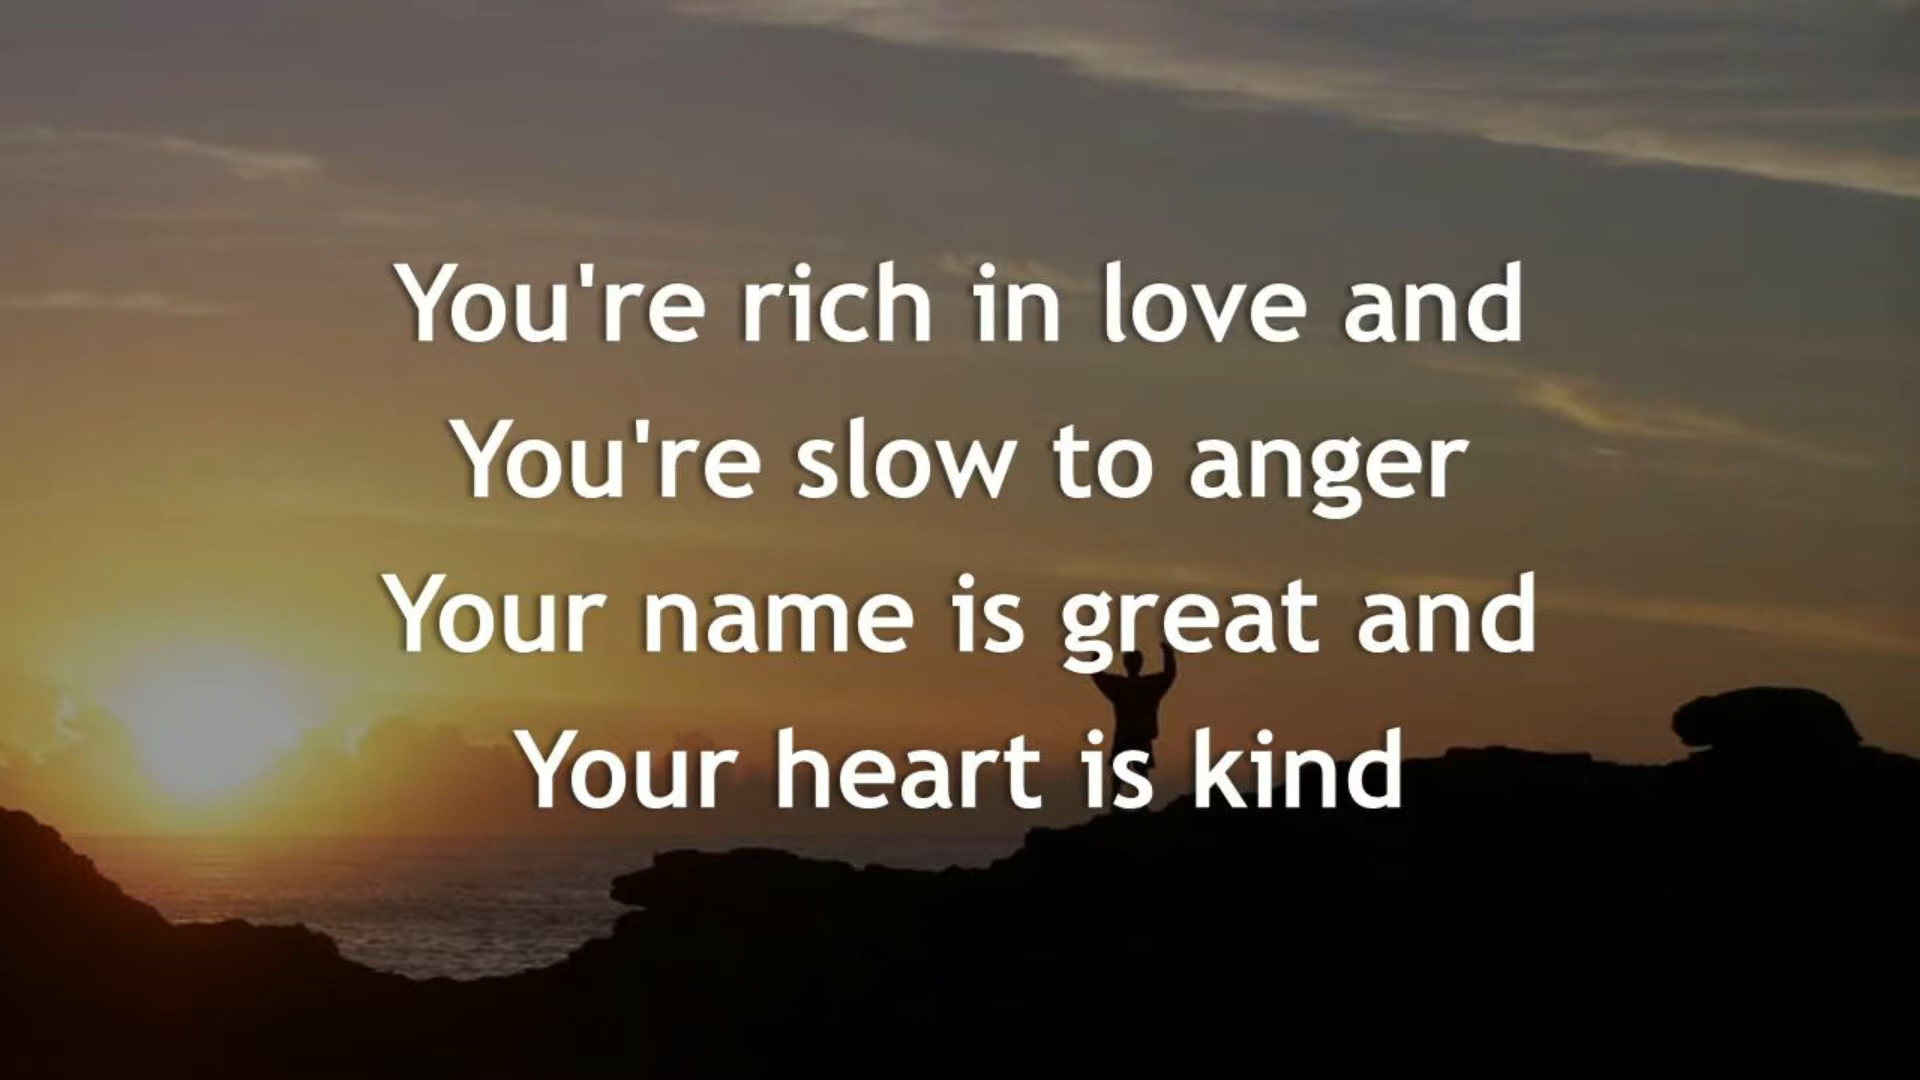 You're rich in love and
You're slow to anger
Your name is great and
Your heart is kind